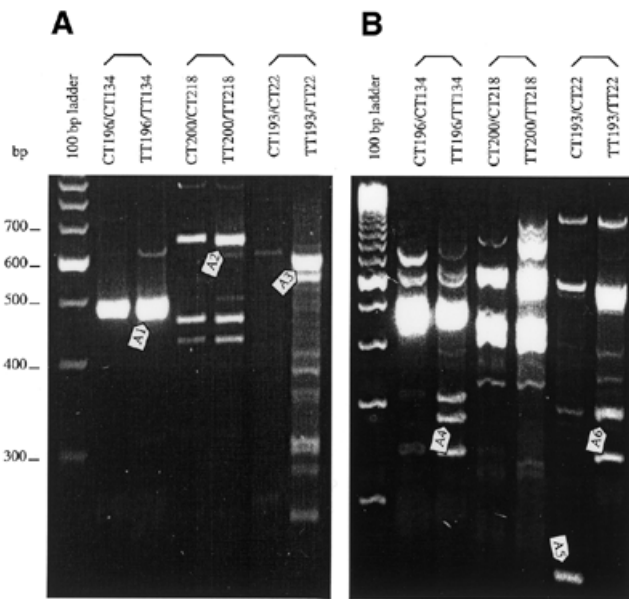 A
B
100 bp ladder
CT196/CT134
TT196/TT134
CT200/CT218
TT200/TT218
CT193/CT22
TT193/TT22
100 bp ladder
CT196/CT134
TT196/TT134
CT200/CT218
TT200/TT218
CT193/CT22
TT193/TT22
bp
700
600
500
400
300
A1
A2
A3
A4
A5
A6